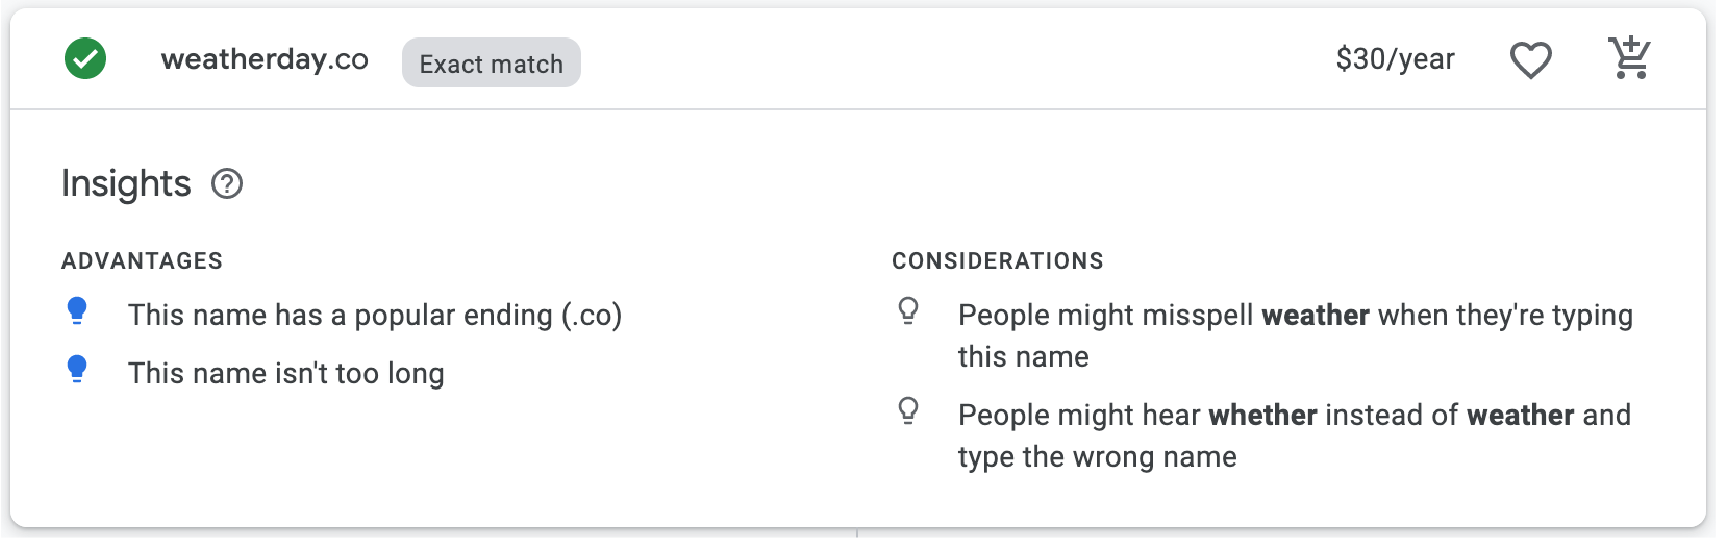 weatherday.co Exact match $30/year
Insights
ADVANTAGES
This name has a popular ending (.co)
This name isn't too long
CONSIDERATIONS
People might misspell weather when they're typing
this name
People might hear whether instead of weather and
type the wrong name